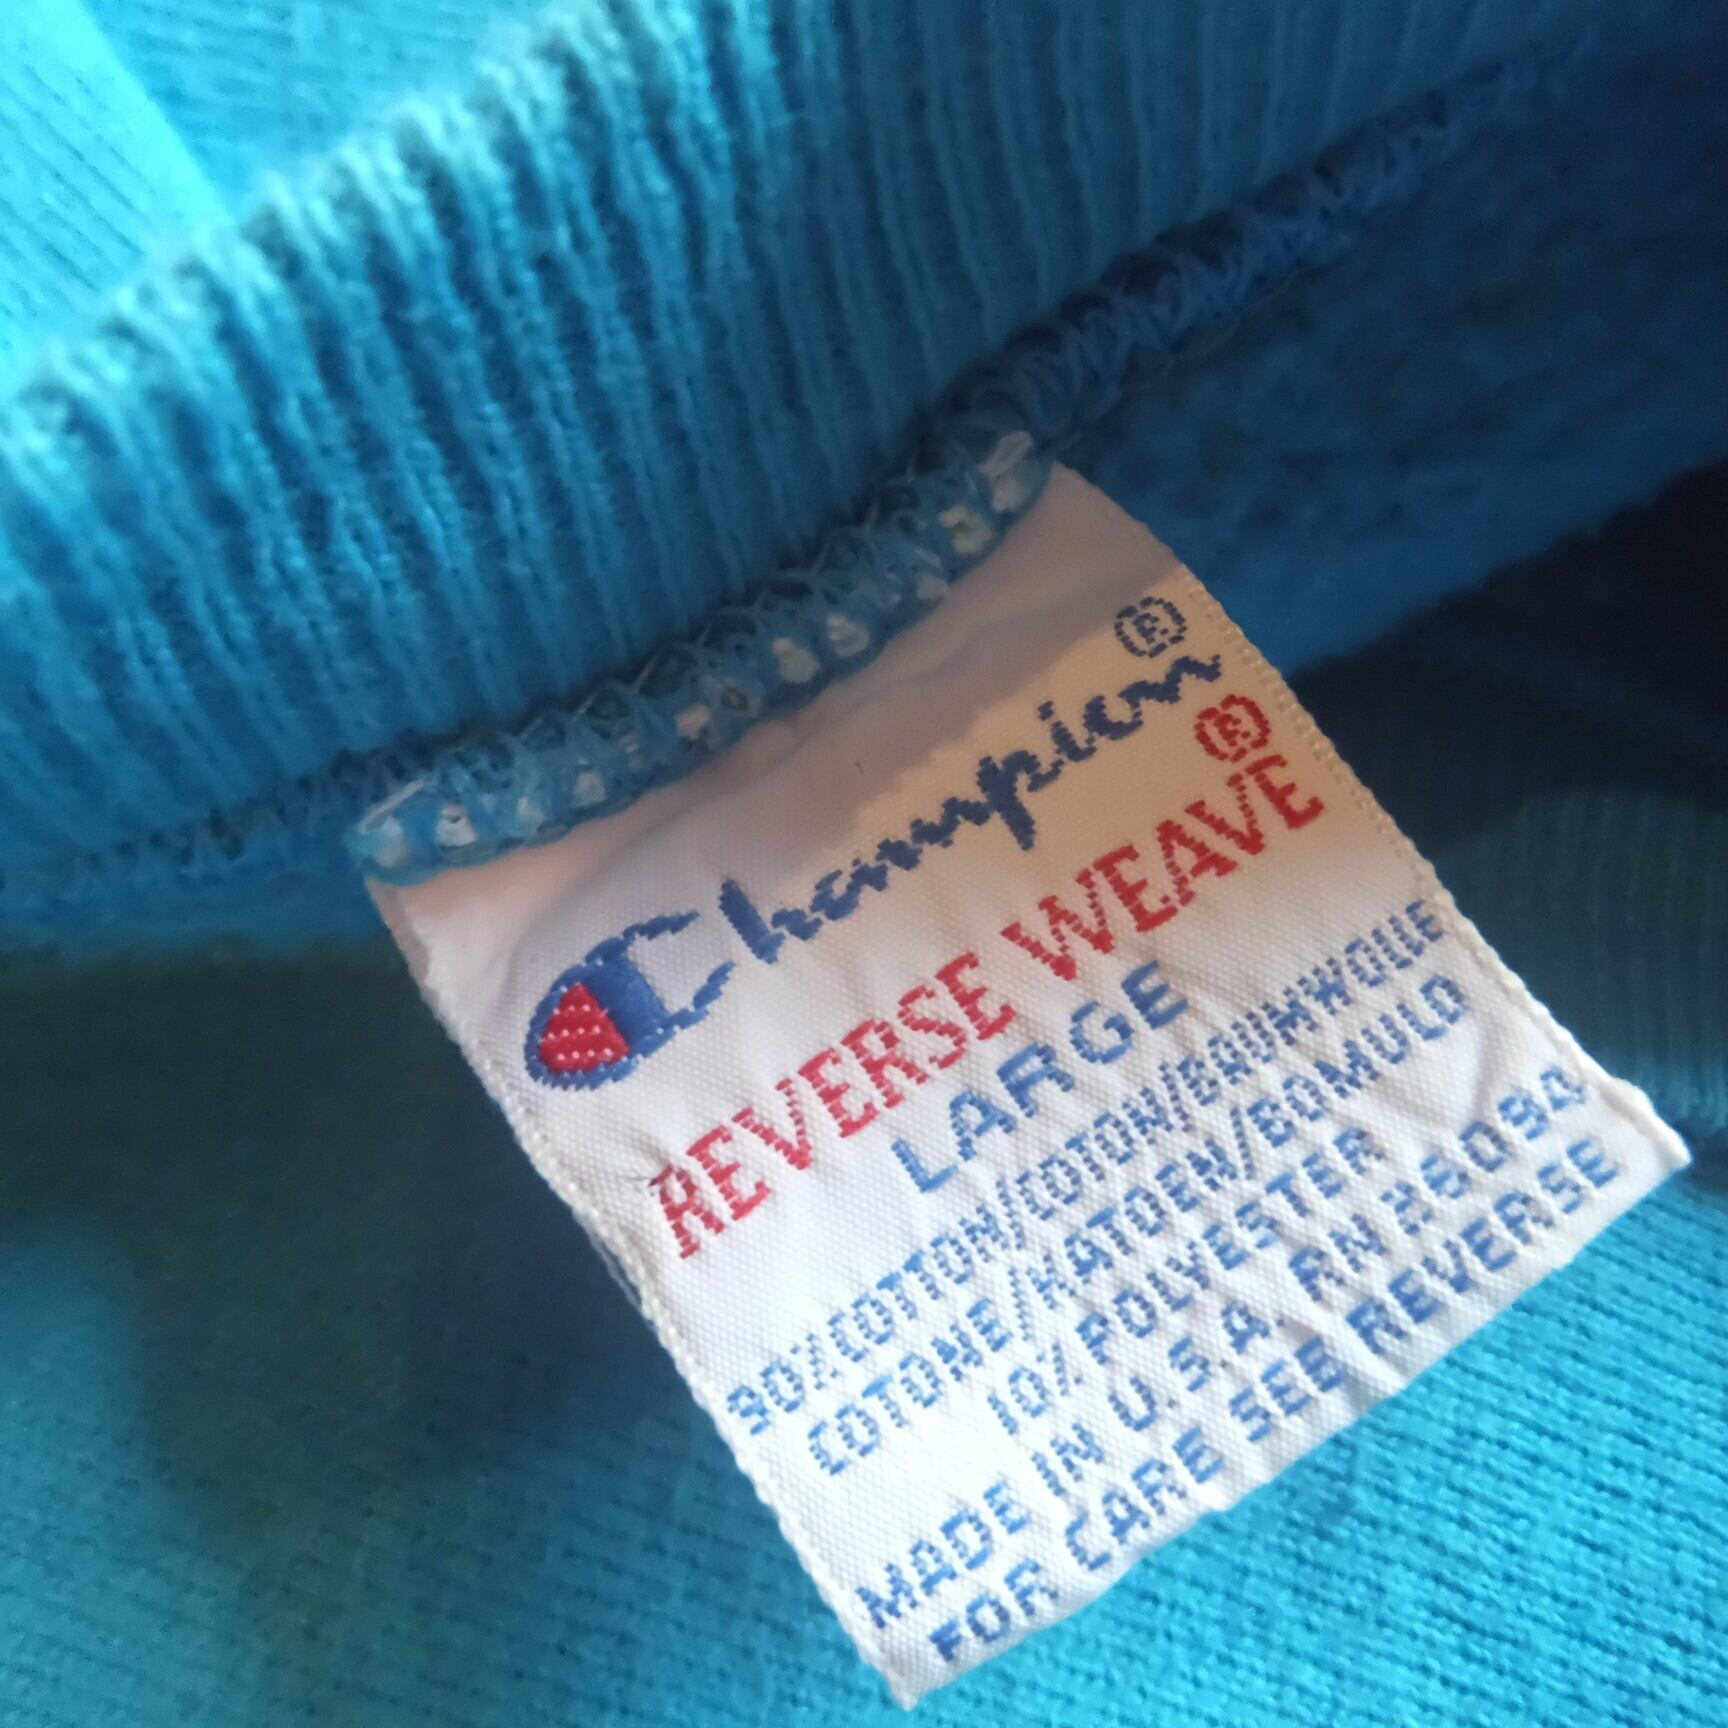 Champion®
REVERSE WEAVE®
LARGE
90%COTTON/COTON/BAUMWOLLE
COTONE/KATOEN/BOMULD
10% POLYESTER
MADE IN U.S.A. RN 26094
FOR CARE SEE REVERSE